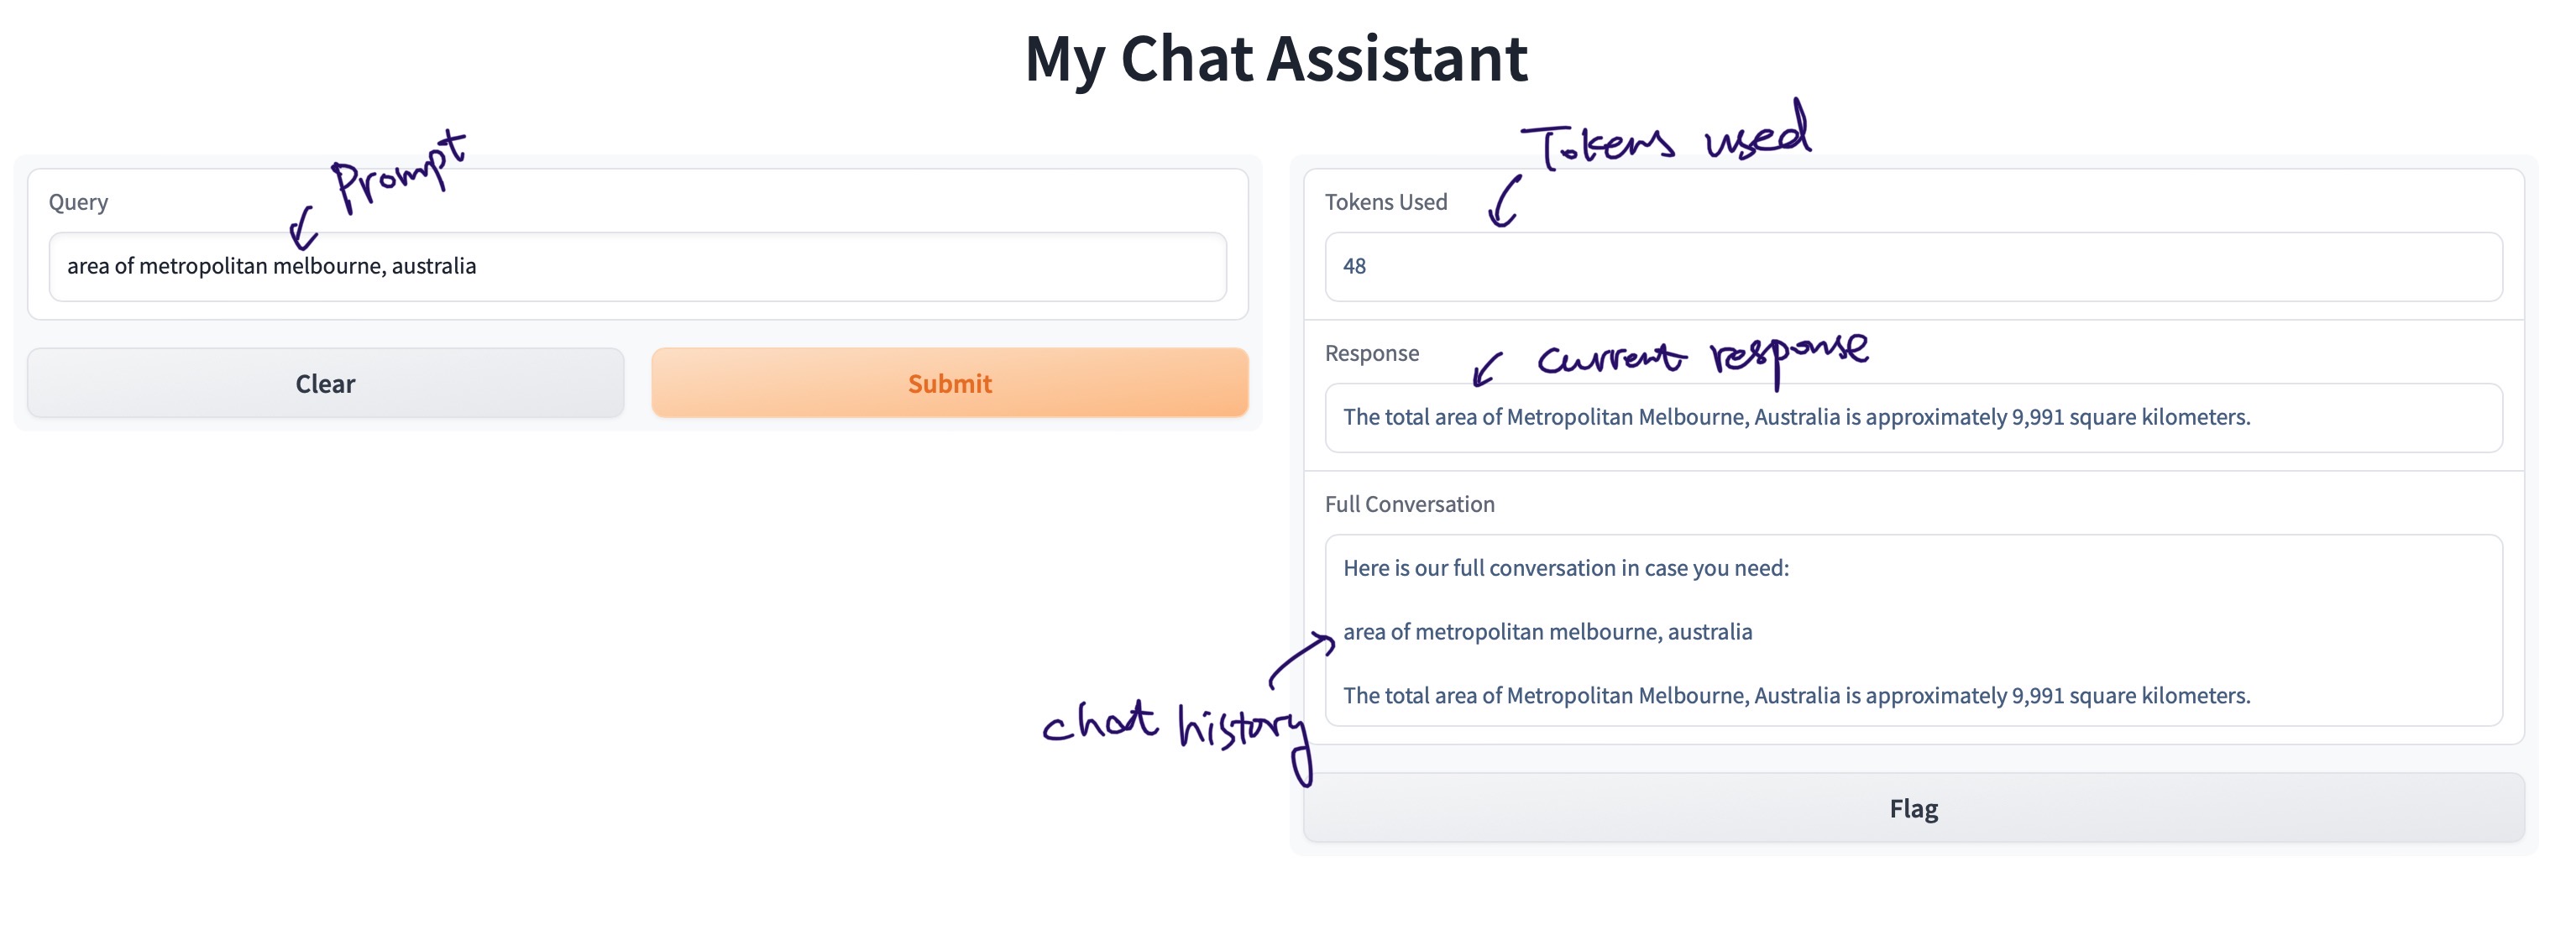 My Chat Assistant
Prompt
Query
area of metropolitan melbourne, australia
Clear
Submit
Tokens used
Tokens Used
48
Response
current response
The total area of Metropolitan Melbourne, Australia is approximately 9,991 square kilometers.
Full Conversation
Here is our full conversation in case you need:
area of metropolitan melbourne, australia
The total area of Metropolitan Melbourne, Australia is approximately 9,991 square kilometers.
chat history
Flag